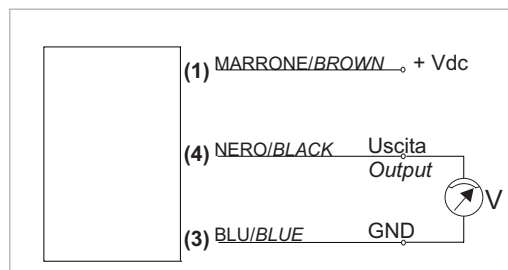 (1) MARRONE/BROWN + Vdc
(4) NERO/BLACK Uscita
Output
V
(3) BLU/BLUE GND